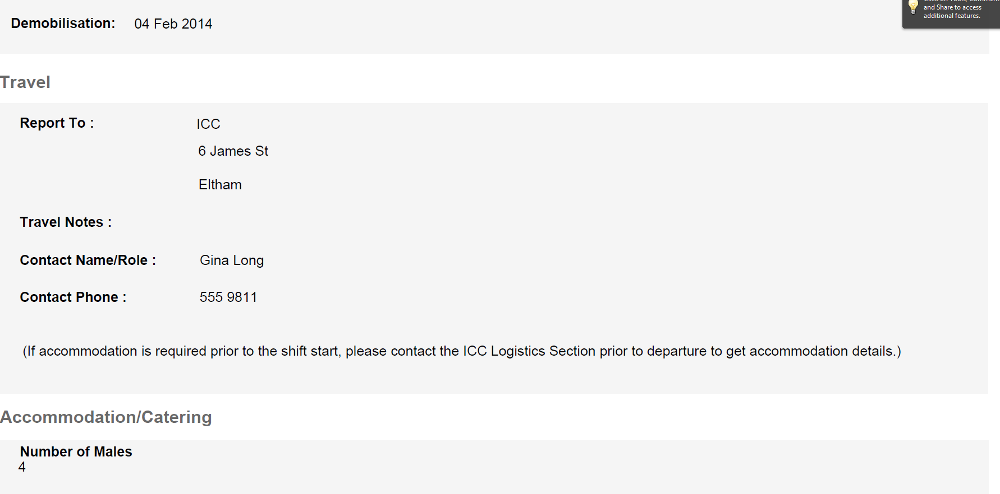 and Share to access
additional features.
Demobilisation: 04 Feb 2014
Travel
Report To : ICC
6 James St
Eltham
Travel Notes :
Contact Name/Role : Gina Long
Contact Phone : 555 9811
(If accommodation is required prior to the shift start, please contact the ICC Logistics Section prior to departure to get accommodation details.)
Accommodation/Catering
Number of Males
4